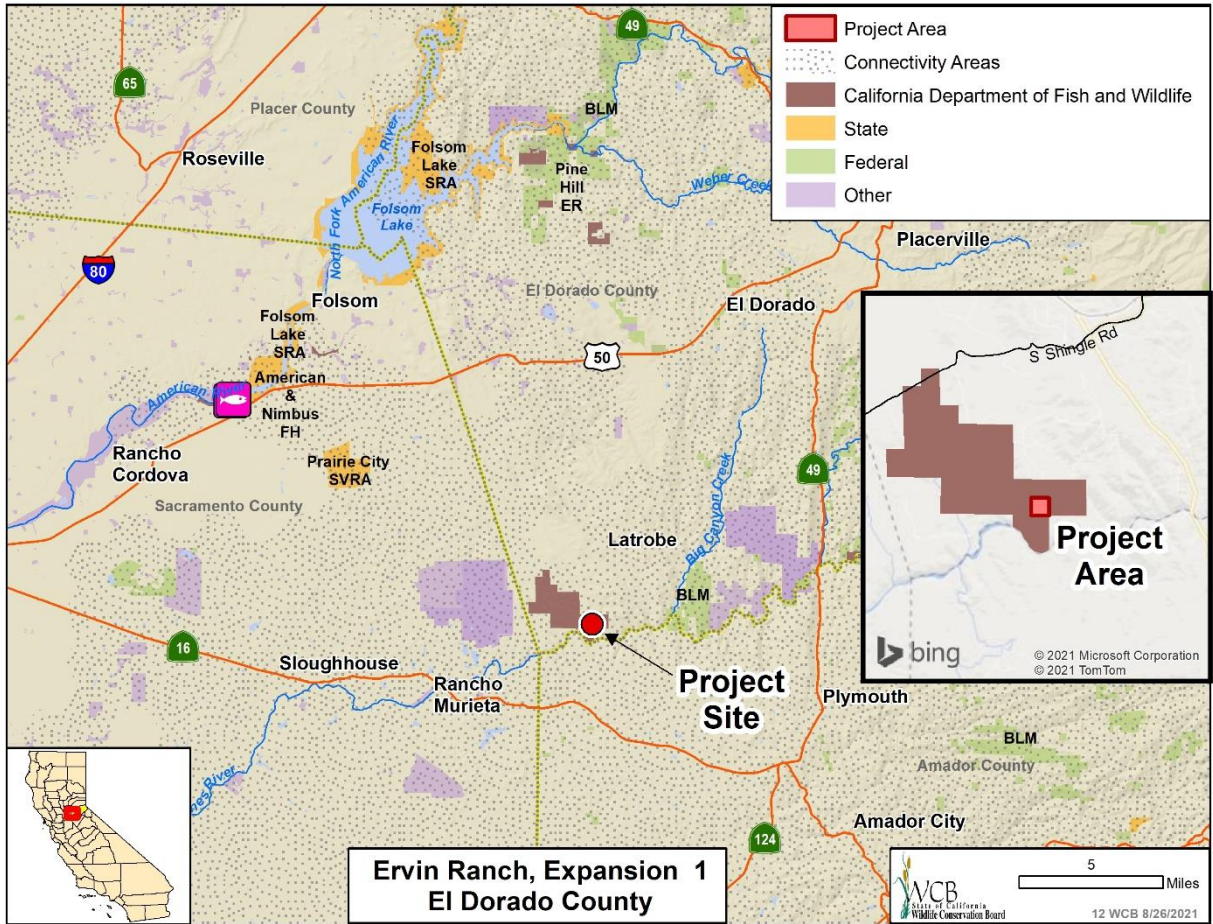 49
65
Placer County
Roseville
80
North Fork American River
Folsom
Lake
SRA
Folsom
Lake
BLM
Pine
Hill
ER
Weber Creek
Project Area
Connectivity Areas
California Department of Fish and Wildlife
State
Federal
Other
Placerville
Folsom
El Dorado County
El Dorado
50
Folsom
Lake
SRA
American
&
Nimbus
FH
American River
Rancho
Cordova
Prairie City
SVRA
Sacramento County
49
Big Canyon Creek
Latrobe
BLM
16
Sloughhouse
Rancho
Murieta
Project
Site
Plymouth
BLM
Amador County
Amador City
124
nes River
S Shingle Rd
Project
Area
bing
© 2021 Microsoft Corporation
© 2021 TomTom
Ervin Ranch, Expansion 1
El Dorado County
WCB
State of California
Wildlife Conservation Board
5
Miles
12 WCB 8/26/2021